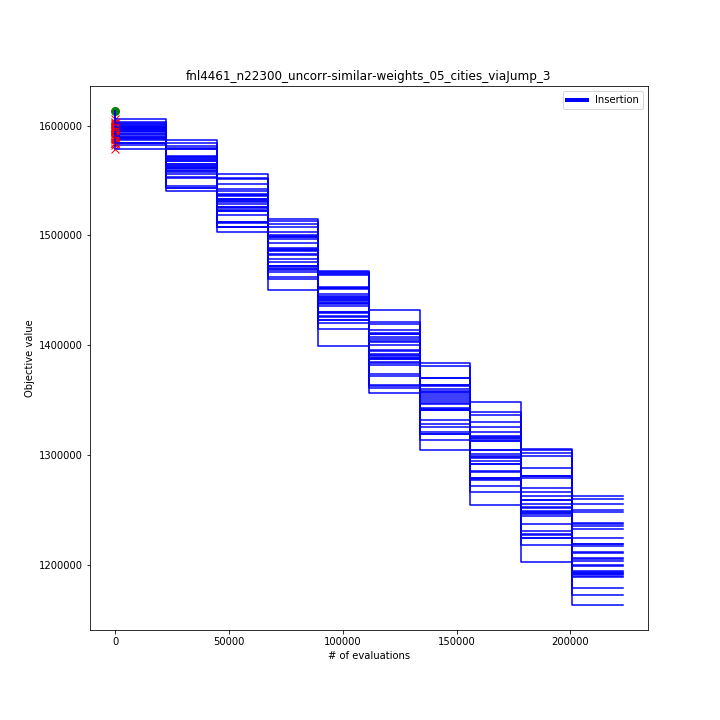 fnl4461_n22300_uncorr-similar-weights_05_cities_viaJump_3
Insertion
1600000
1500000
1400000
1300000
1200000
Objective value
0
50000
100000
150000
200000
# of evaluations